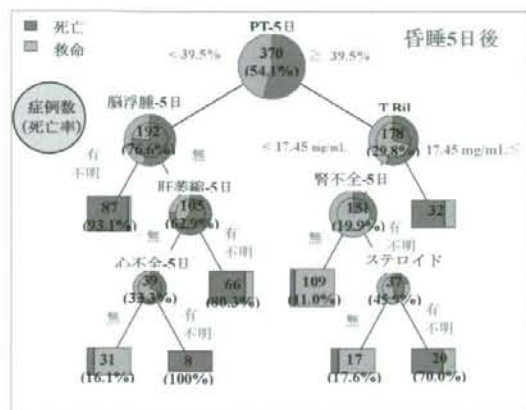 死亡
救命
PT-5日
昏睡5日後
< 39.5%
370
≧ 39.5%
(54.1%)
症例数
(死亡率)
脳浮腫-5日
192
(76.6%)
T.Bil
178
(29.8%)
有
不明
無
≤ 17.45 mg/mL
17.45 mg/mL
87
(93.1%)
肝萎縮-5日
105
(62.9%)
腎不全-5日
151
(19.9%)
32
無
有
不明
無
有
不明
心不全-5日
39
(33.3%)
66
(80.3%)
109
(11.0%)
ステロイド
37
無
有
不明
無
有
不明
31
(16.1%)
8
(100%)
17
(17.6%)
20
(70.0%)